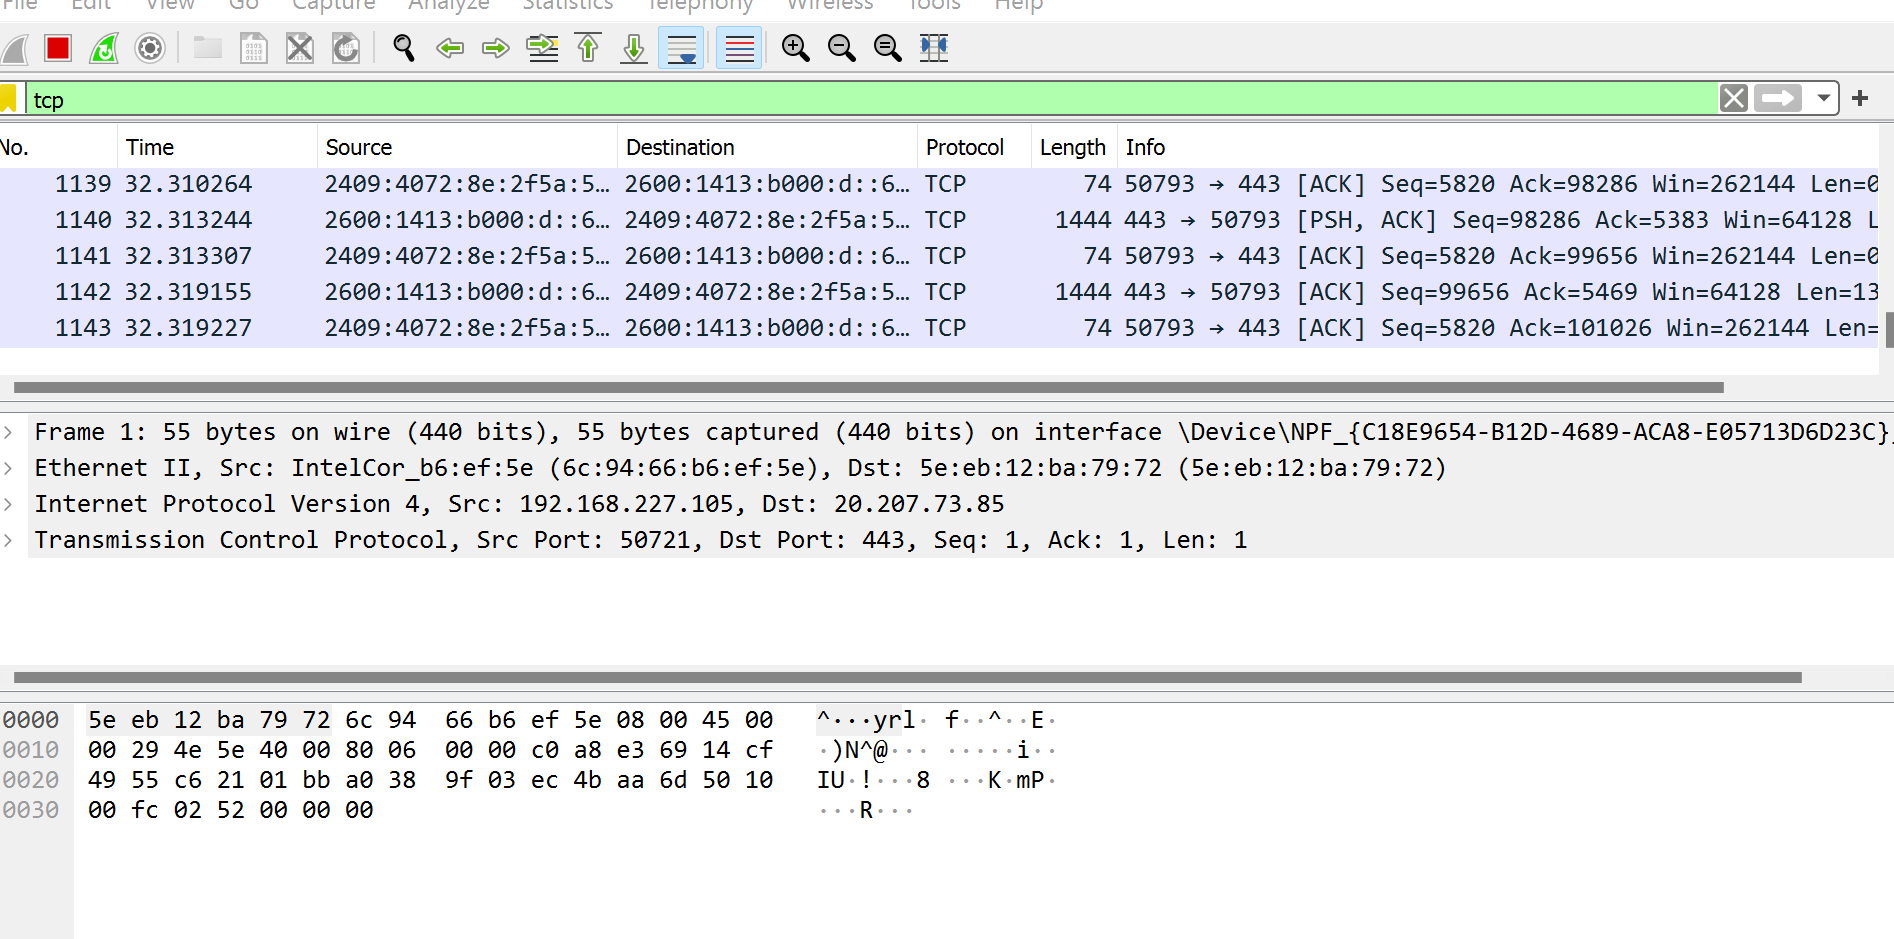 File Edit View Go Capture Analyze Statistics Telephony Wireless Tools Help
tcp
No. Time Source Destination Protocol Length Info
1139 32.310264 2409:4072:8e:2f5a:5… 2600:1413:b000:d::6… TCP 74 50793 → 443 [ACK] Seq=5820 Ack=98286 Win=262144 Len=0
1140 32.313244 2600:1413:b000:d::6… 2409:4072:8e:2f5a:5… TCP 1444 443 → 50793 [PSH, ACK] Seq=98286 Ack=5383 Win=64128 L
1141 32.313307 2409:4072:8e:2f5a:5… 2600:1413:b000:d::6… TCP 74 50793 → 443 [ACK] Seq=5820 Ack=99656 Win=262144 Len=0
1142 32.319155 2600:1413:b000:d::6… 2409:4072:8e:2f5a:5… TCP 1444 443 → 50793 [ACK] Seq=99656 Ack=5469 Win=64128 Len=13
1143 32.319227 2409:4072:8e:2f5a:5… 2600:1413:b000:d::6… TCP 74 50793 → 443 [ACK] Seq=5820 Ack=101026 Win=262144 Len=
Frame 1: 55 bytes on wire (440 bits), 55 bytes captured (440 bits) on interface \Device\NPF_{C18E9654-B12D-4689-ACA8-E05713D6D23C},
Ethernet II, Src: IntelCor_b6:ef:5e (6c:94:66:b6:ef:5e), Dst: 5e:eb:12:ba:79:72 (5e:eb:12:ba:79:72)
Internet Protocol Version 4, Src: 192.168.227.105, Dst: 20.207.73.85
Transmission Control Protocol, Src Port: 50721, Dst Port: 443, Seq: 1, Ack: 1, Len: 1
0000 5e eb 12 ba 79 72 6c 94 66 b6 ef 5e 08 00 45 00 ^···yrl· f··^··E·
0010 00 29 4e 5e 40 00 80 06 00 00 c0 a8 e3 69 14 cf ·)N^@··· ·····i··
0020 49 55 c6 21 01 bb a0 38 9f 03 ec 4b aa 6d 50 10 IU·!···8 ···K·mP·
0030 00 fc 02 52 00 00 00 ···R···